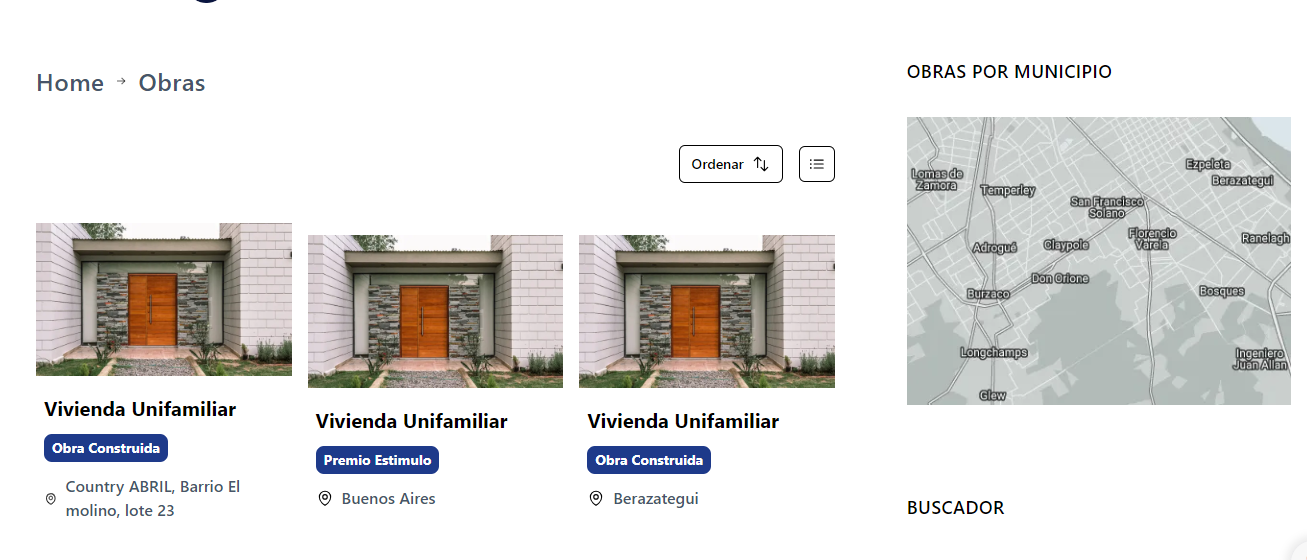 Home → Obras
OBRAS POR MUNICIPIO
Ordenar
Vivienda Unifamiliar
Obra Construida
Country ABRIL, Barrio El
molino, lote 23
Vivienda Unifamiliar
Premio Estimulo
Buenos Aires
Vivienda Unifamiliar
Obra Construida
Berazategui
Lomas de
Zamora
Temperley
Ezpeleta
Berazategui
San Francisco
Solano
Florencio
Varela
Ranelagh
Adrogué
Claypole
Don Orione
Burzaco
Bosques
Longchamps
Ingeniero
Juan Allan
Glew
BUSCADOR